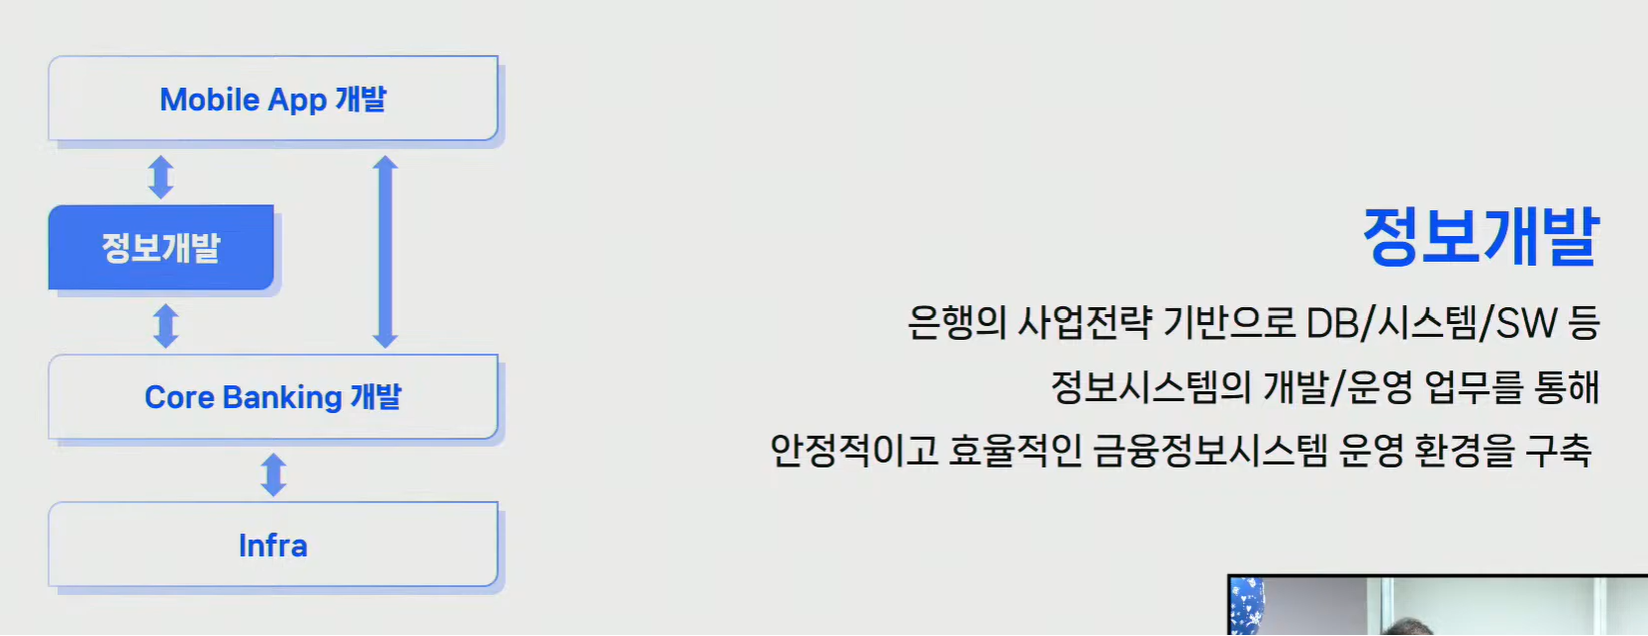 Mobile App 개발
정보개발
Core Banking 개발
Infra
정보개발
은행의 사업전략 기반으로 DB/시스템/SW 등
정보시스템의 개발/운영 업무를 통해
안정적이고 효율적인 금융정보시스템 운영 환경을 구축